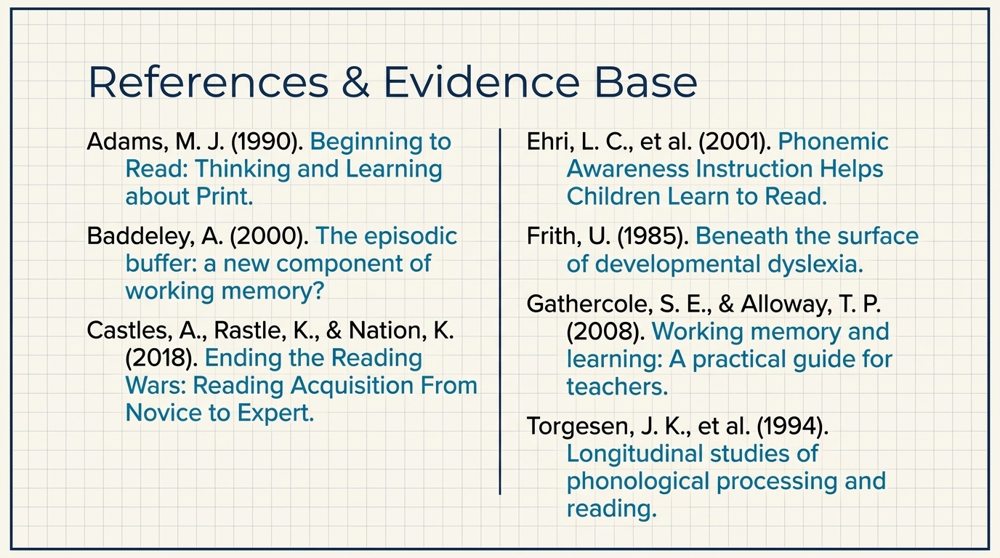 References & Evidence Base
Adams, M. J. (1990). Beginning to
Read: Thinking and Learning
about Print.
Baddeley, A. (2000). The episodic
buffer: a new component of
working memory?
Castles, A., Rastle, K., & Nation, K.
(2018). Ending the Reading
Wars: Reading Acquisition From
Novice to Expert.
Ehri, L. C., et al. (2001). Phonemic
Awareness Instruction Helps
Children Learn to Read.
Frith, U. (1985). Beneath the surface
of developmental dyslexia.
Gathercole, S. E., & Alloway, T. P.
(2008). Working memory and
learning: A practical guide for
teachers.
Torgesen, J. K., et al. (1994).
Longitudinal studies of
phonological processing and
reading.